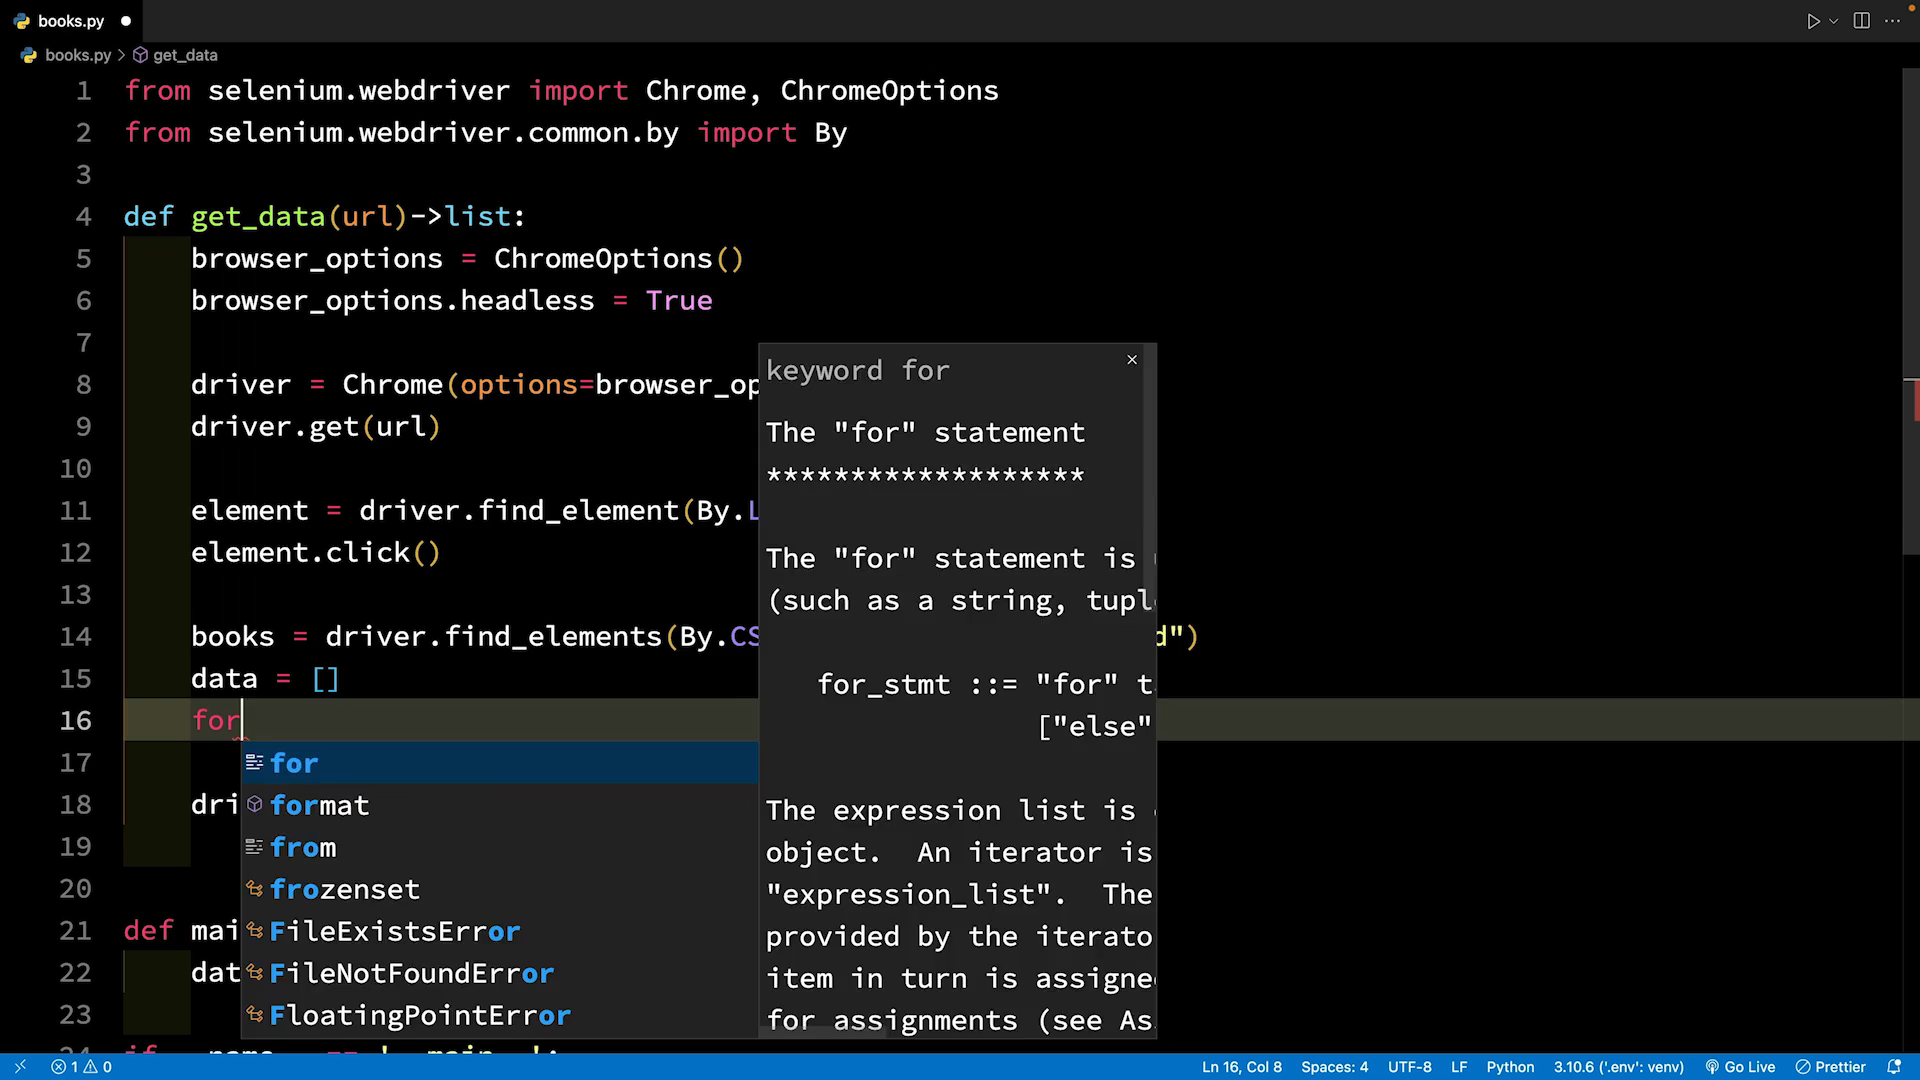 books.py
books.py > get_data
1 from selenium.webdriver import Chrome, ChromeOptions
2 from selenium.webdriver.common.by import By
3
4 def get_data(url)->list:
5 browser_options = ChromeOptions()
6 browser_options.headless = True
7
8 driver = Chrome(options=browser_op
9 driver.get(url)
10
11 element = driver.find_element(By.L
12 element.click()
13
14 books = driver.find_elements(By.CS d")
15 data = []
16 for
17
18 dri
19
20
21 def mai
22 dat
23
for
format
from
frozenset
FileExistsError
FileNotFoundError
FloatingPointError
keyword for
The "for" statement
*******************
The "for" statement is
(such as a string, tupl
for_stmt ::= "for" t
["else"
The expression list is
object. An iterator is
"expression_list". The
provided by the iterato
item in turn is assigne
for assignments (see As
1 0
Ln 16, Col 8 Spaces: 4 UTF-8 LF Python 3.10.6 ('.env': venv) Go Live Prettier